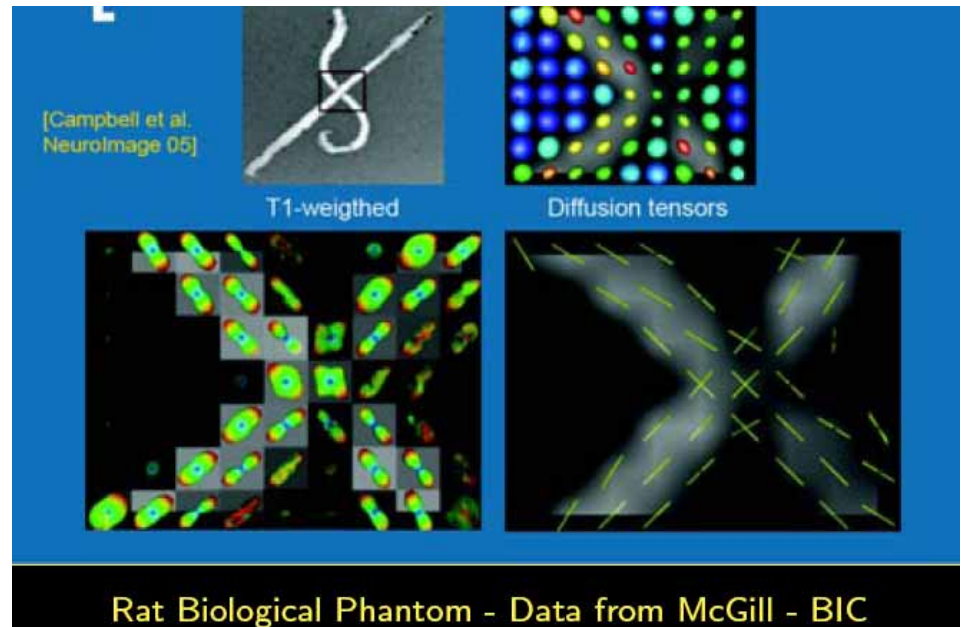 [Campbell et al.
NeuroImage 05]
T1-weigthed
Diffusion tensors
Rat Biological Phantom - Data from McGill - BIC